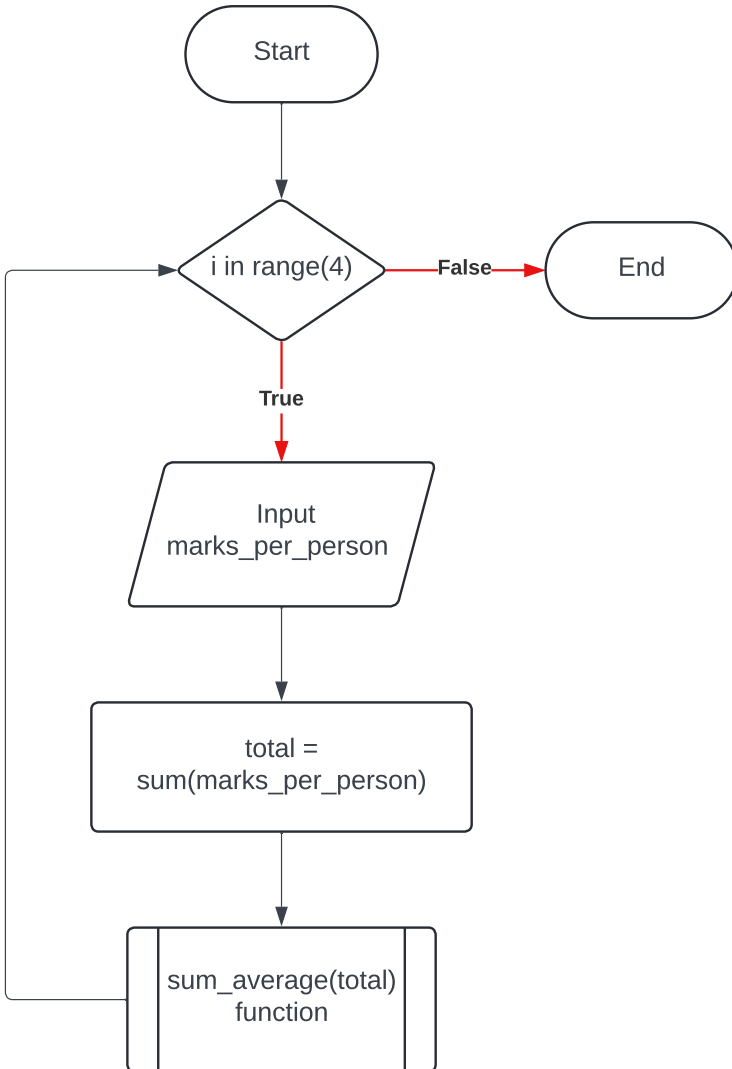 Start
i in range(4)
False
End
True
Input
marks_per_person
total =
sum(marks_per_person)
sum_average(total)
function